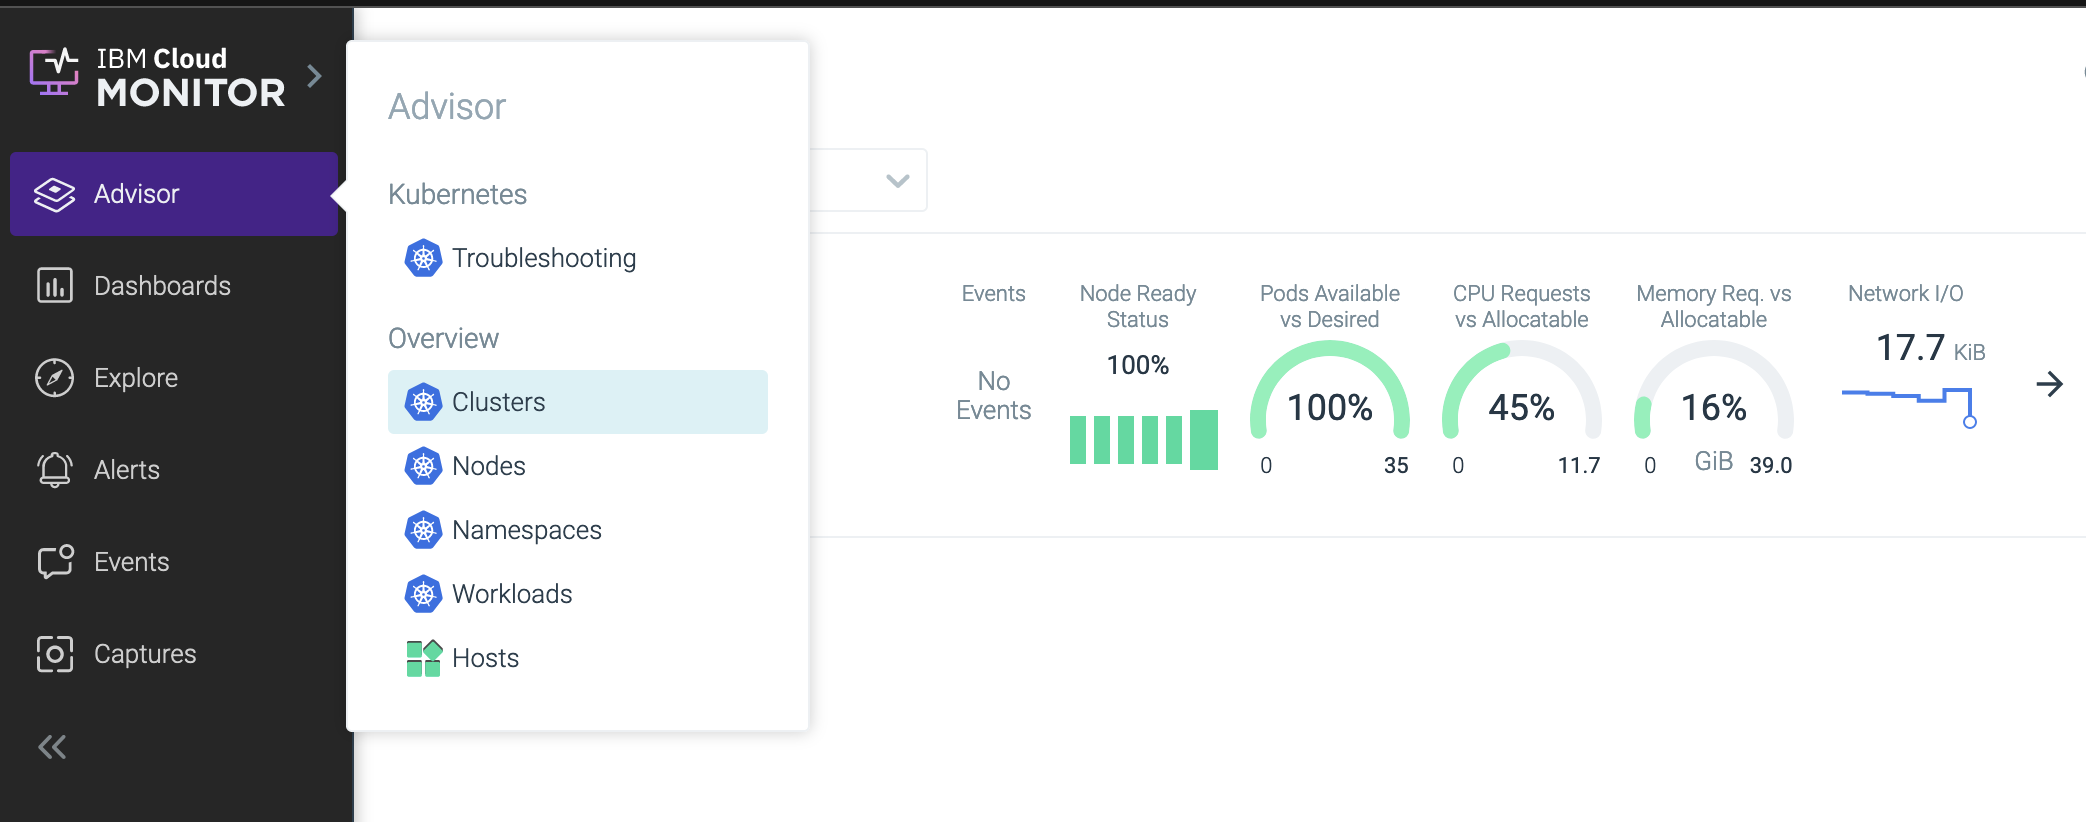 IBM Cloud
MONITOR
Advisor
Dashboards
Explore
Alerts
Events
Captures
Advisor
Kubernetes
Troubleshooting
Overview
Clusters
Nodes
Namespaces
Workloads
Hosts
Events
No
Events
Node Ready
Status
100%
Pods Available
vs Desired
100%
0 35
CPU Requests
vs Allocatable
45%
0 11.7
Memory Req. vs
Allocatable
16%
0 GiB 39.0
Network I/O
17.7 KiB